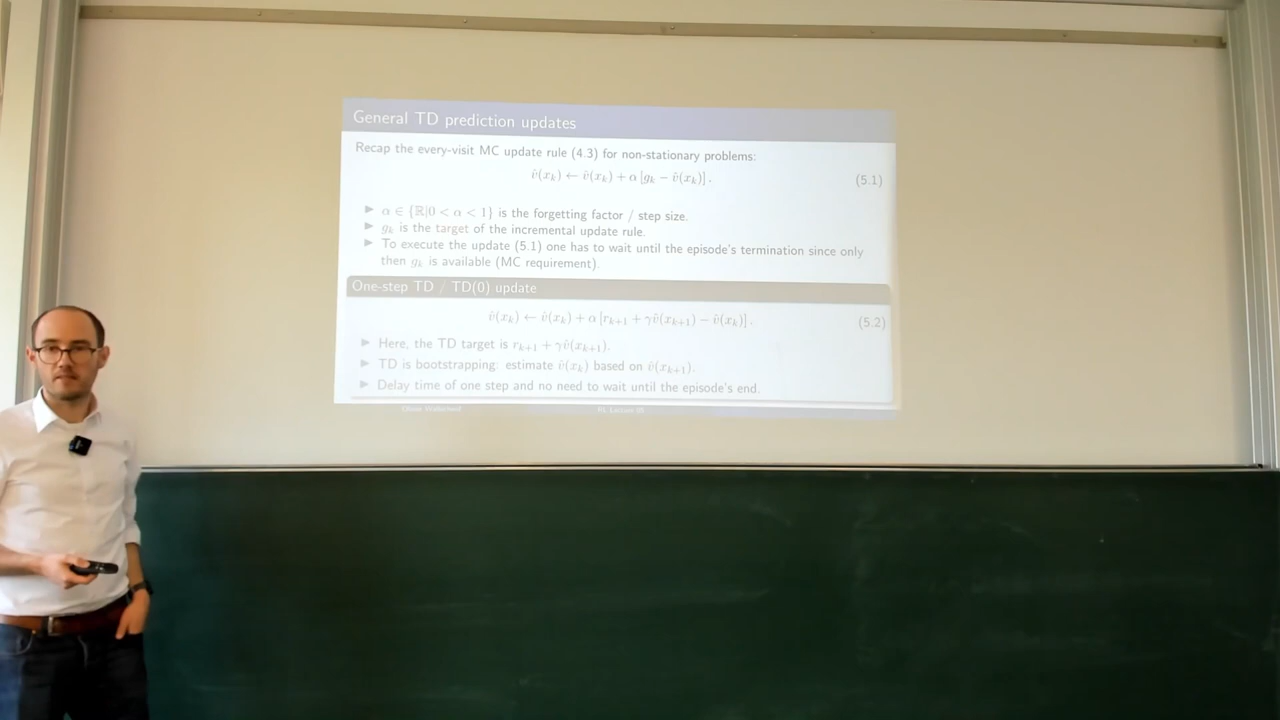 General TD prediction updates
Recap the every-visit MC update rule (4.3) for non-stationary problems:
v̂(x_k) ← v̂(x_k) + α [g_k − v̂(x_k)] . (5.1)
▶ α ∈ {ℝ|0 < α < 1} is the forgetting factor / step size.
▶ g_k is the target of the incremental update rule.
▶ To execute the update (5.1) one has to wait until the episode's termination since only
then g_k is available (MC requirement).
One-step TD / TD(0) update
v̂(x_k) ← v̂(x_k) + α [r_{k+1} + γv̂(x_{k+1}) − v̂(x_k)] . (5.2)
▶ Here, the TD target is r_{k+1} + γv̂(x_{k+1}).
▶ TD is bootstrapping: estimate v̂(x_k) based on v̂(x_{k+1}).
▶ Delay time of one step and no need to wait until the episode's end.
RL Lecture 05